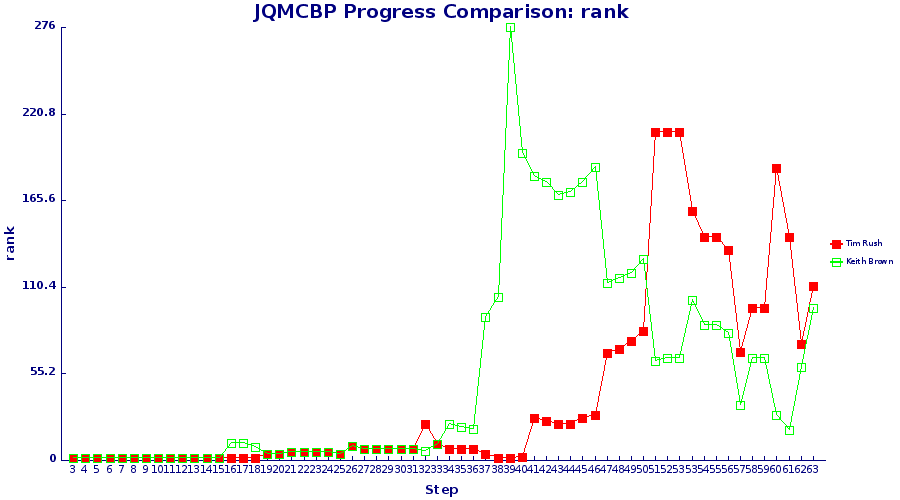 JQMCBP Progress Comparison: rank
276
220.8
165.6
110.4
55.2
0
rank
Tim Rush
Keith Brown
3 4 5 6 7 8 9 10 11 12 13 14 15 16 17 18 19 20 21 22 23 24 25 26 27 28 29 30 31 32 33 34 35 36 37 38 39 40 41 42 43 44 45 46 47 48 49 50 51 52 53 53 54 55 56 57 58 59 60 61 62 63
Step